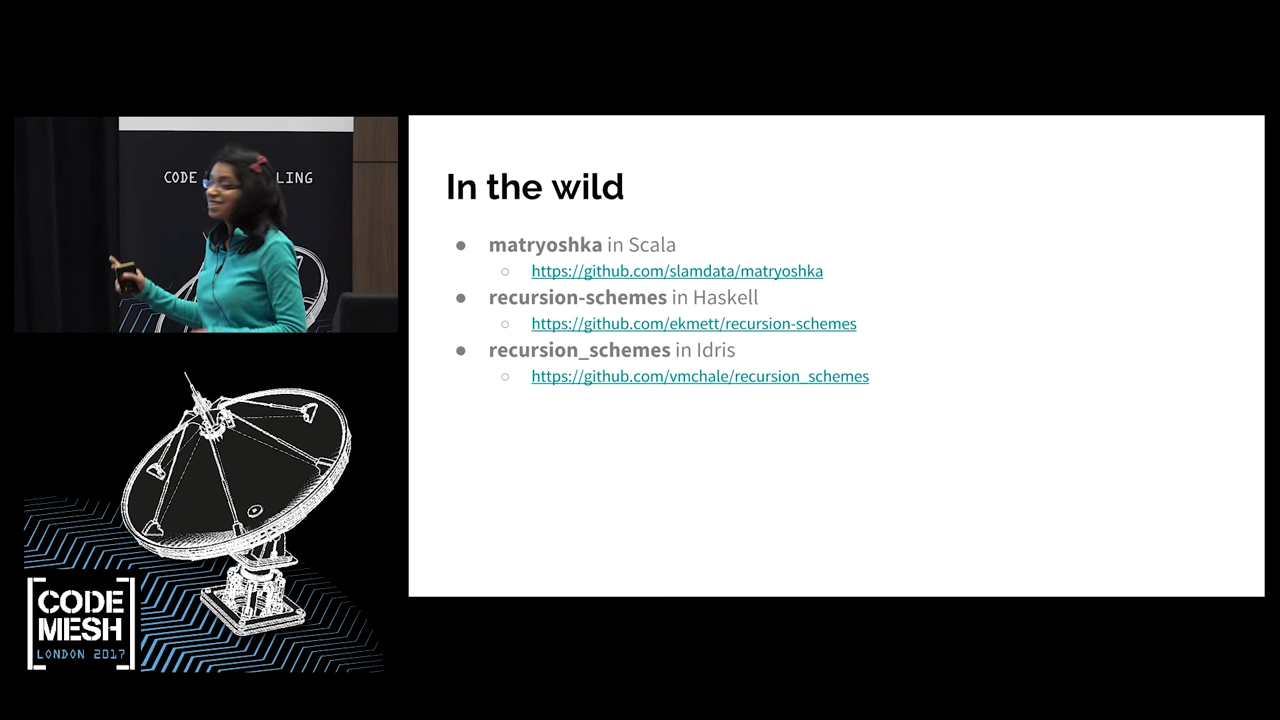 CODE
LING
In the wild
● matryoshka in Scala
○ https://github.com/slamdata/matryoshka
● recursion-schemes in Haskell
○ https://github.com/ekmett/recursion-schemes
● recursion_schemes in Idris
○ https://github.com/vmchale/recursion_schemes
CODE
MESH
LONDON 2017